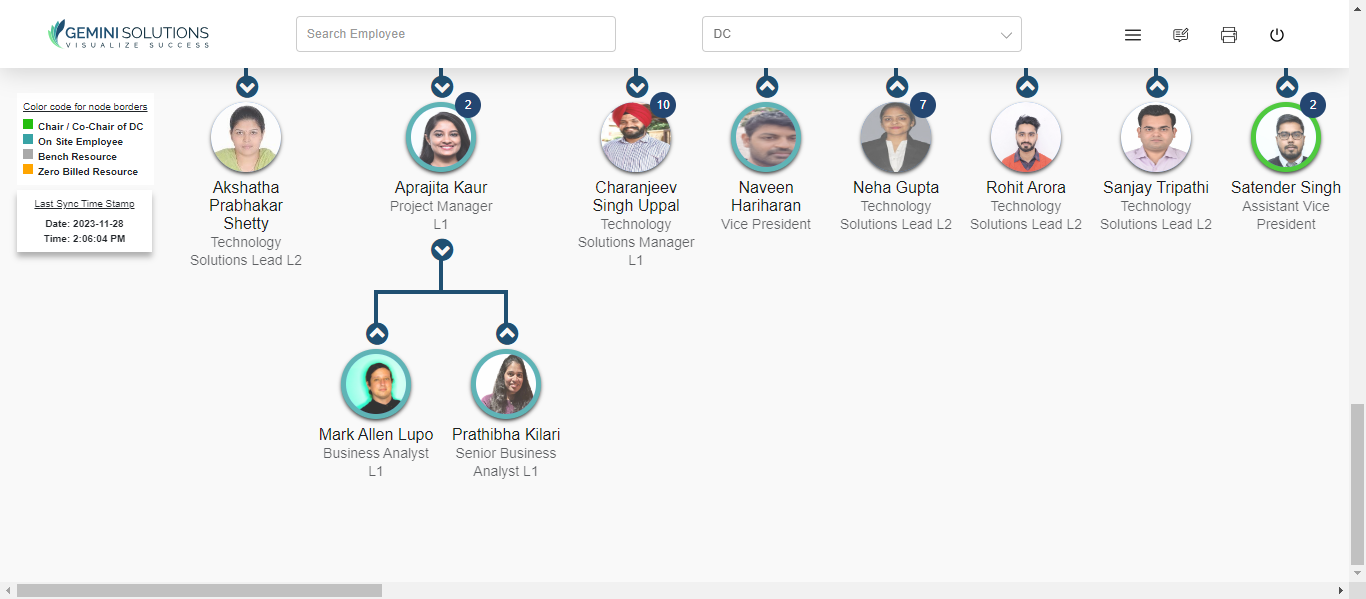 GEMINI SOLUTIONS
VISUALIZE SUCCESS
Search Employee
DC
Color code for node borders
Chair / Co-Chair of DC
On Site Employee
Bench Resource
Zero Billed Resource
Last Sync Time Stamp
Date: 2023-11-28
Time: 2:06:04 PM
Akshatha
Prabhakar
Shetty
Technology
Solutions Lead L2
2
Aprajita Kaur
Project Manager
L1
10
Charanjeev
Singh Uppal
Technology
Solutions Manager
L1
Naveen
Hariharan
Vice President
7
Neha Gupta
Technology
Solutions Lead L2
Rohit Arora
Technology
Solutions Lead L2
Sanjay Tripathi
Technology
Solutions Lead L2
2
Satender Singh
Assistant Vice
President
Mark Allen Lupo
Business Analyst
L1
Prathibha Kilari
Senior Business
Analyst L1